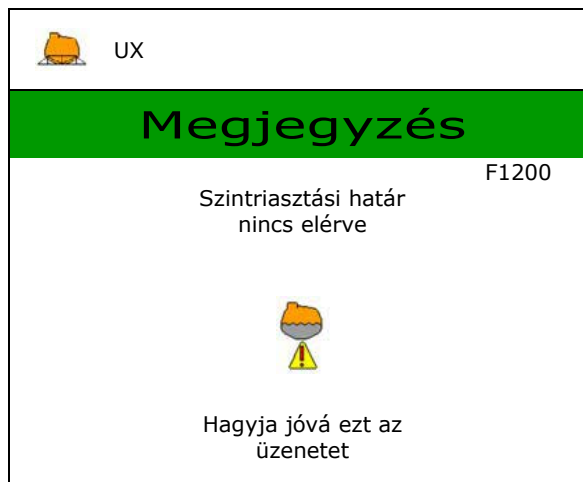 UX
Megjegyzés
F1200
Szintriasztási határ
nincs elérve
Hagyja jóvá ezt az
üzenetet